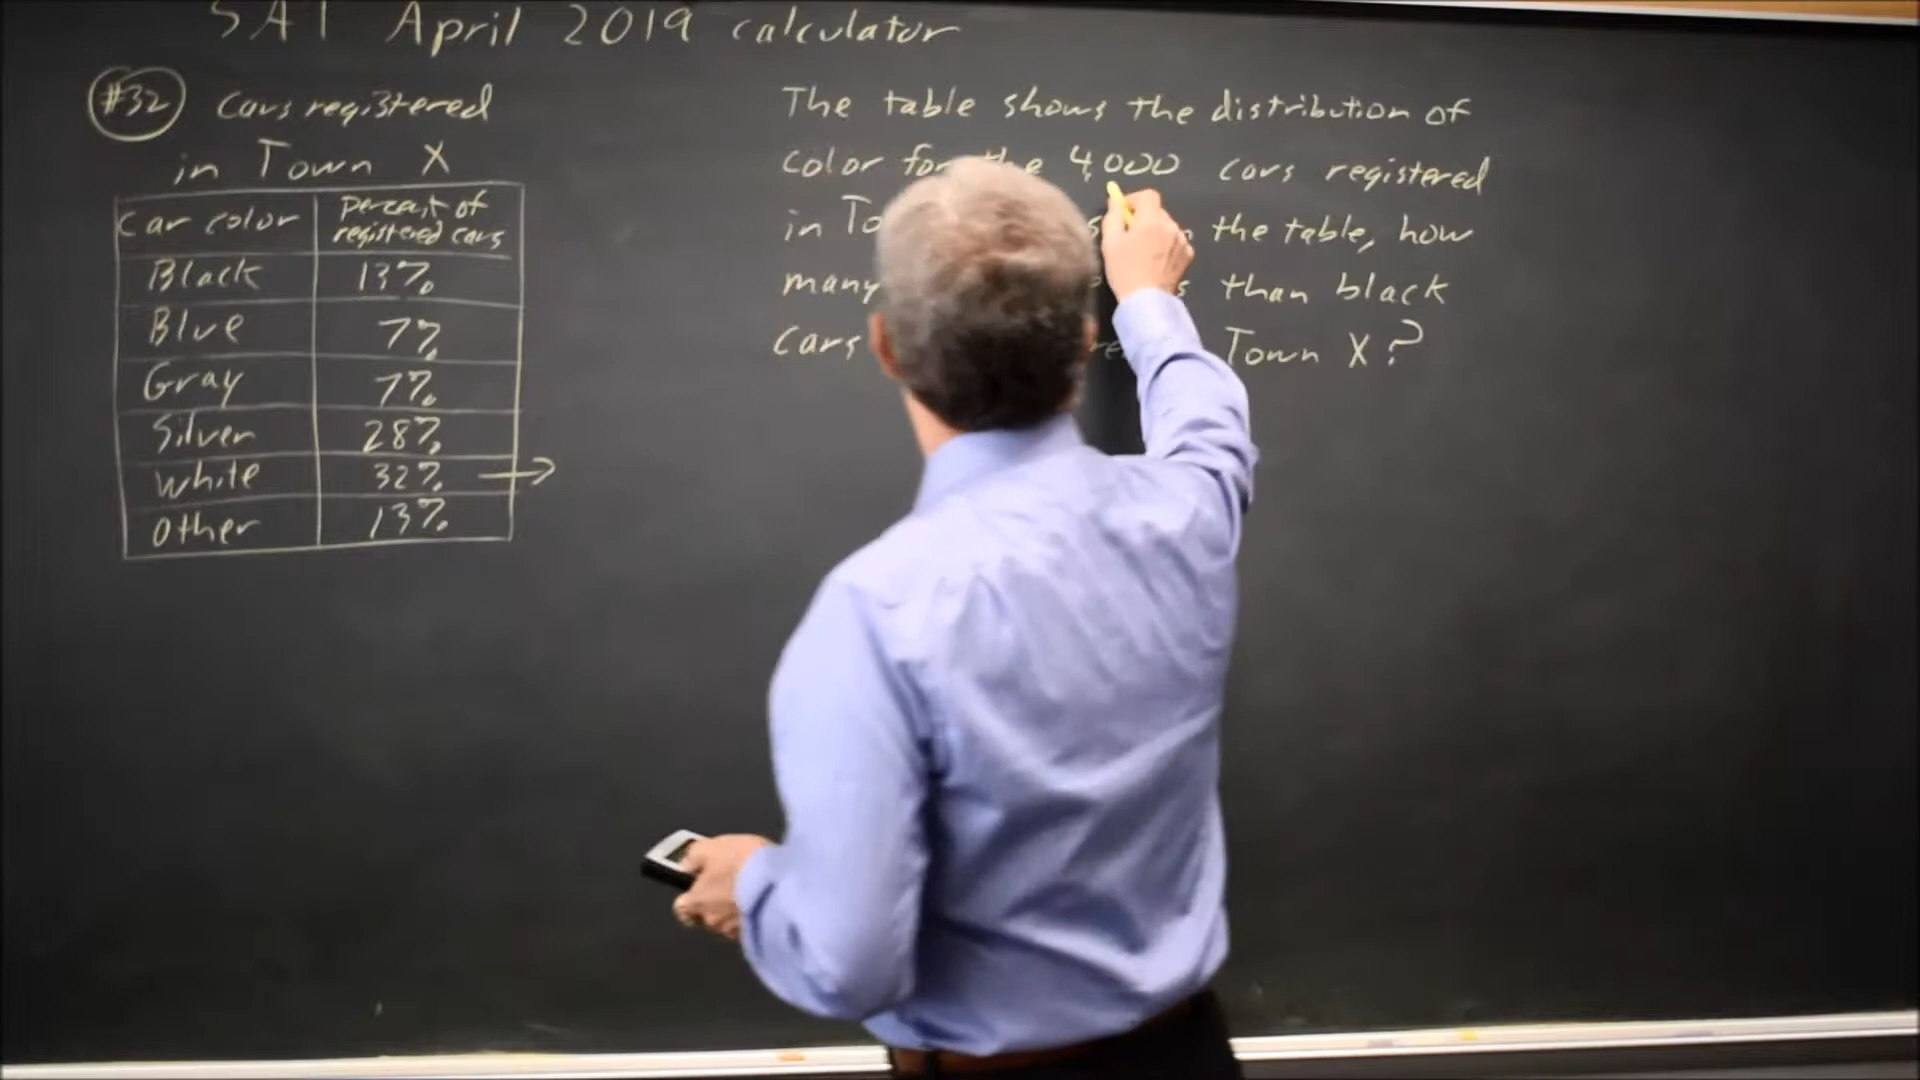 SAT April 2019 calculator
#32 Cars registered
in Town X
Car color percent of registered cars
Black 13%
Blue 7%
Gray 7%
Silver 28%
White 32% →
Other 13%
The table shows the distribution of
color for the 4,000 cars registered
in the table, how
many than black
cars Town X?